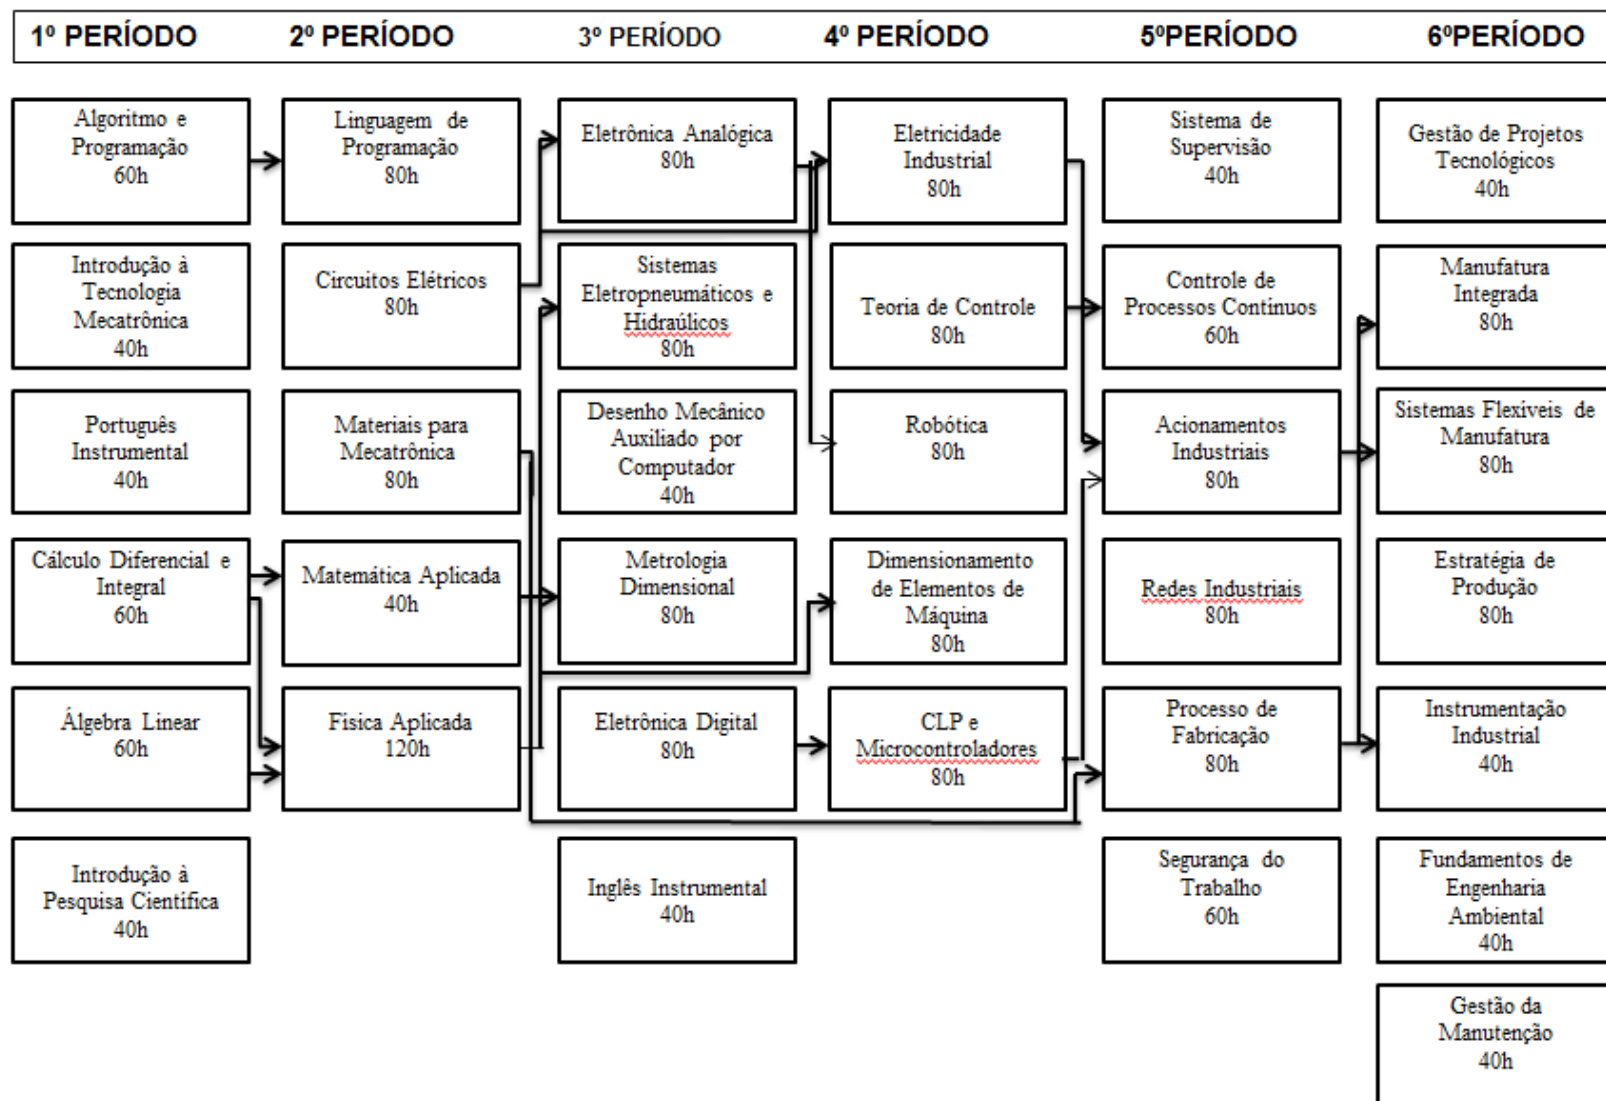 1º PERÍODO
2º PERÍODO
3º PERÍODO
4º PERÍODO
5ºPERÍODO
6ºPERÍODO
Algoritmo e
Programação
60h
Introdução à
Tecnologia
Mecatrônica
40h
Português
Instrumental
40h
Cálculo Diferencial e
Integral
60h
Álgebra Linear
60h
Introdução à
Pesquisa Científica
40h
Linguagem de
Programação
80h
Circuitos Elétricos
80h
Materiais para
Mecatrônica
80h
Matemática Aplicada
40h
Física Aplicada
120h
Eletrônica Analógica
80h
Sistemas
Eletropneumáticos e
Hidraúlicos
80h
Desenho Mecânico
Auxiliado por
Computador
40h
Metrologia
Dimensional
80h
Eletrônica Digital
80h
Inglês Instrumental
40h
Eletricidade
Industrial
80h
Teoria de Controle
80h
Robótica
80h
Dimensionamento
de Elementos de
Máquina
80h
CLP e
Microcontroladores
80h
Sistema de
Supervisão
40h
Controle de
Processos Contínuos
60h
Acionamentos
Industriais
80h
Redes Industriais
80h
Processo de
Fabricação
80h
Segurança do
Trabalho
60h
Gestão de Projetos
Tecnológicos
40h
Manufatura
Integrada
80h
Sistemas Flexíveis de
Manufatura
80h
Estratégia de
Produção
80h
Instrumentação
Industrial
40h
Fundamentos de
Engenharia
Ambiental
40h
Gestão da
Manutenção
40h